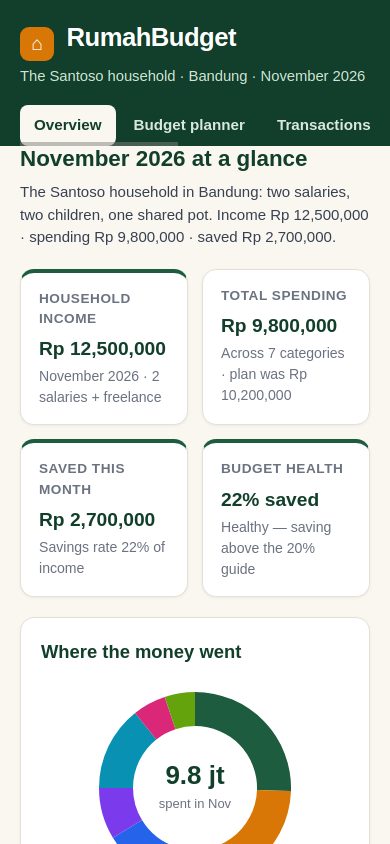 RumahBudget
The Santoso household · Bandung · November 2026
Overview Budget planner Transactions
November 2026 at a glance
The Santoso household in Bandung: two salaries,
two children, one shared pot. Income Rp 12,500,000
· spending Rp 9,800,000 · saved Rp 2,700,000.
HOUSEHOLD
INCOME
Rp 12,500,000
November 2026 · 2
salaries + freelance
TOTAL SPENDING
Rp 9,800,000
Across 7 categories
· plan was Rp
10,200,000
SAVED THIS
MONTH
Rp 2,700,000
Savings rate 22% of
income
BUDGET HEALTH
22% saved
Healthy — saving
above the 20%
guide
Where the money went
9.8 jt
spent in Nov